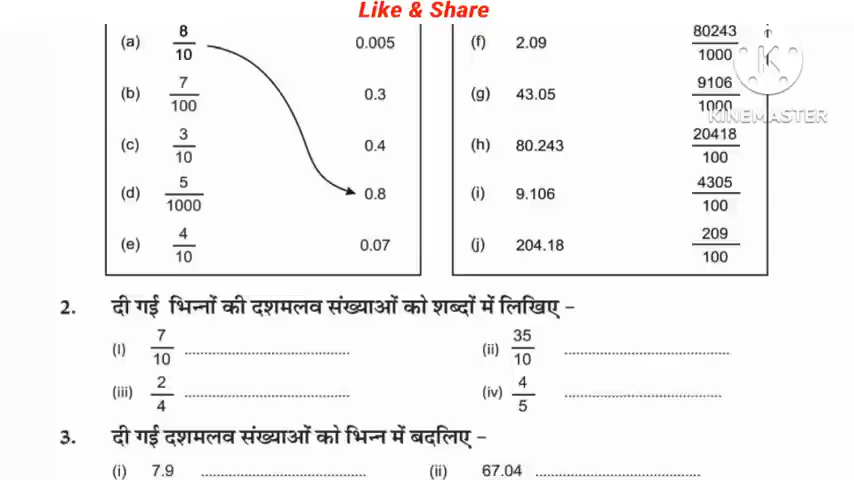 Like & Share
(a) 8/10 0.005 (f) 2.09 80243/1000
(b) 7/100 0.3 (g) 43.05 9106/1000
(c) 3/10 0.4 (h) 80.243 20418/100
(d) 5/1000 0.8 (i) 9.106 4305/100
(e) 4/10 0.07 (j) 204.18 209/100
K
KINEMASTER
2. दी गई भिन्नों की दशमलव संख्याओं को शब्दों में लिखिए –
(I) 7/10 ........................................ (ii) 35/10 ........................................
(iii) 2/4 ........................................ (iv) 4/5 ........................................
3. दी गई दशमलव संख्याओं को भिन्न में बदलिए –
(i) 7.9 ........................................ (ii) 67.04 ........................................